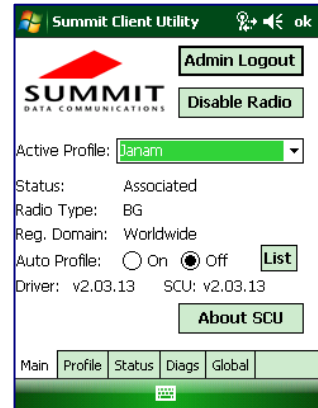 Summit Client Utility ok
Admin Logout
SUMMIT
DATA COMMUNICATIONS
Disable Radio
Active Profile: Janam
Status: Associated
Radio Type: BG
Reg. Domain: Worldwide
Auto Profile: On Off List
Driver: v2.03.13 SCU: v2.03.13
About SCU
Main Profile Status Diags Global